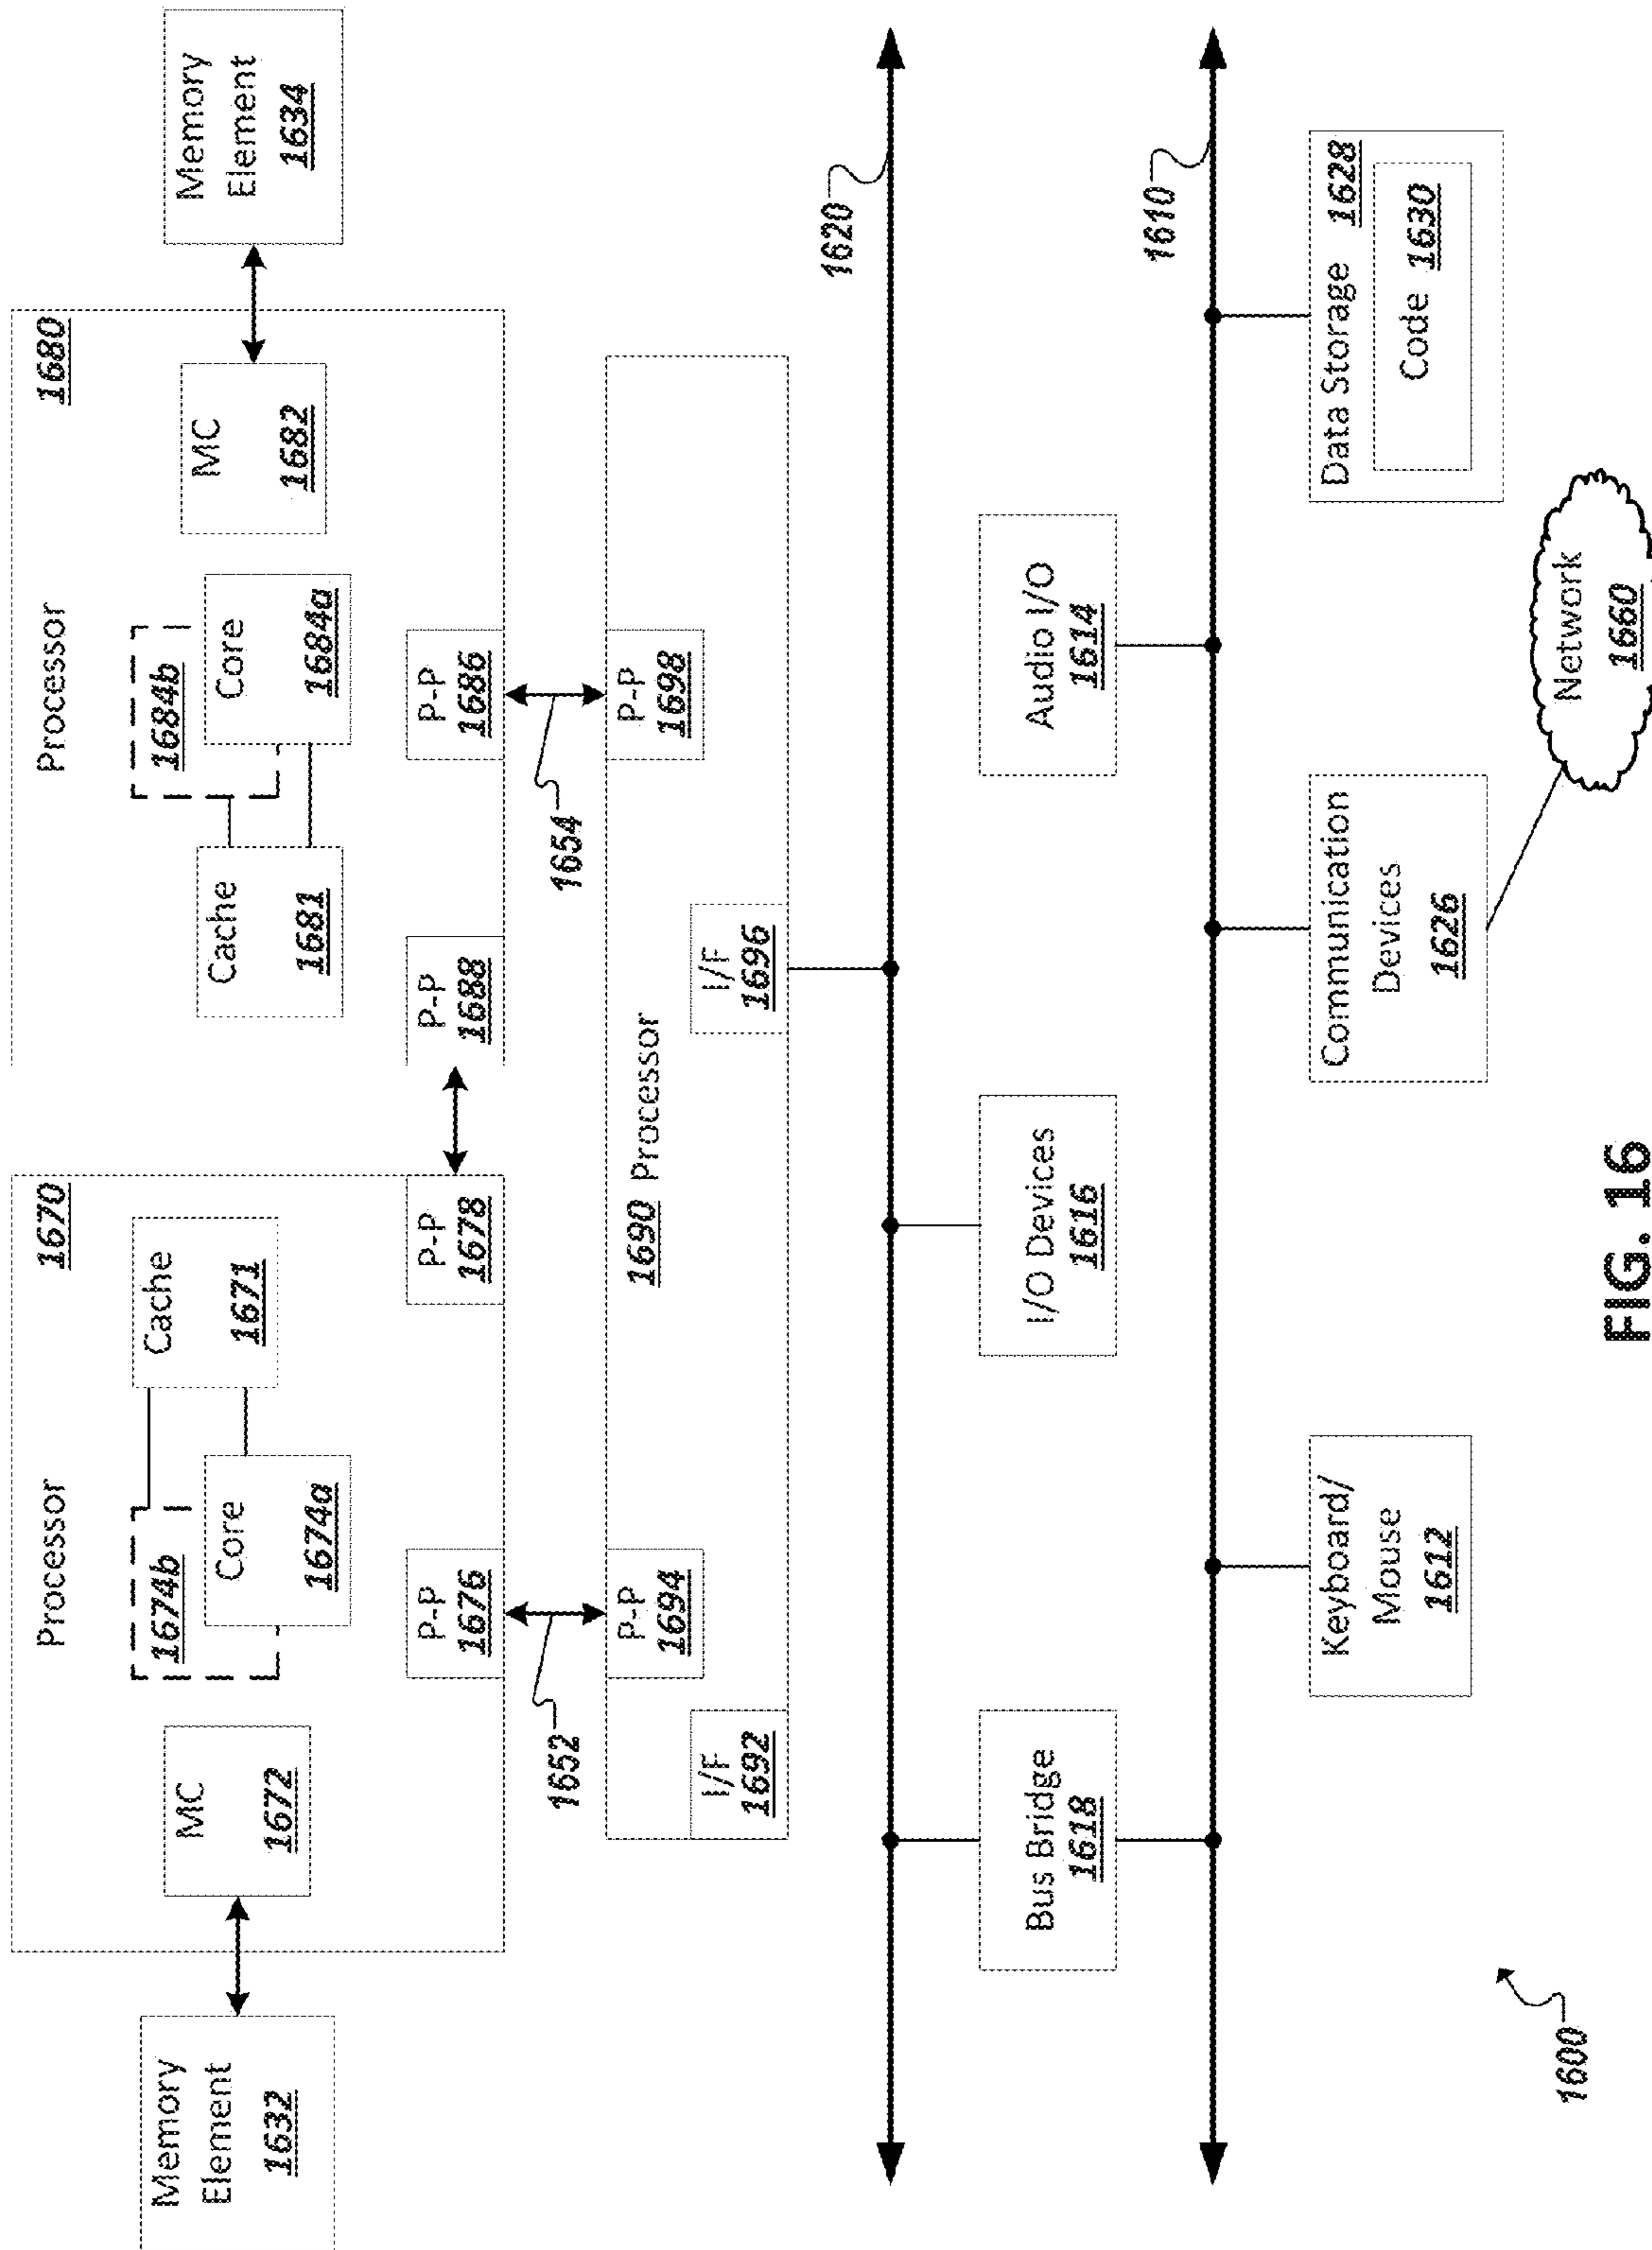 Processor
1670
Memory
Element
1632
MC
1672
1674b
Core
1674a
Cache
1671
P-P
1676
P-P
1678
Processor
1680
Cache
1681
1684b
Core
1684a
MC
1682
Memory
Element
1634
P-P
1688
P-P
1686
1652
1654
P-P
1694
1690 Processor
P-P
1698
I/F
1692
I/F
1696
1620
Bus Bridge
1618
I/O Devices
1616
Audio I/O
1614
1610
Keyboard/
Mouse
1612
Communication
Devices
1626
Data Storage 1628
Code 1630
Network
1660
1600
FIG. 16